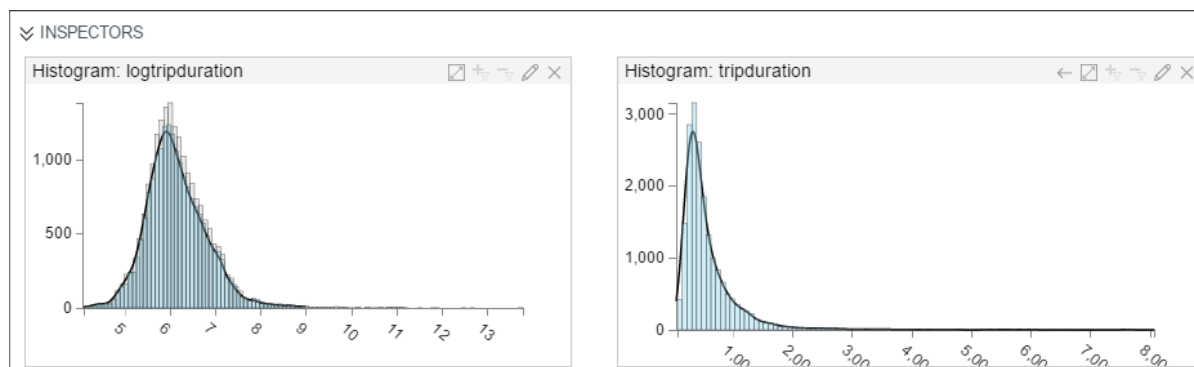 INSPECTORS
Histogram: logtripduration
1,000
500
0
5 6 7 8 9 10 11 12 13
Histogram: tripduration
3,000
2,000
1,000
0
1,00 2,00 3,00 4,00 5,00 6,00 7,00 8,00